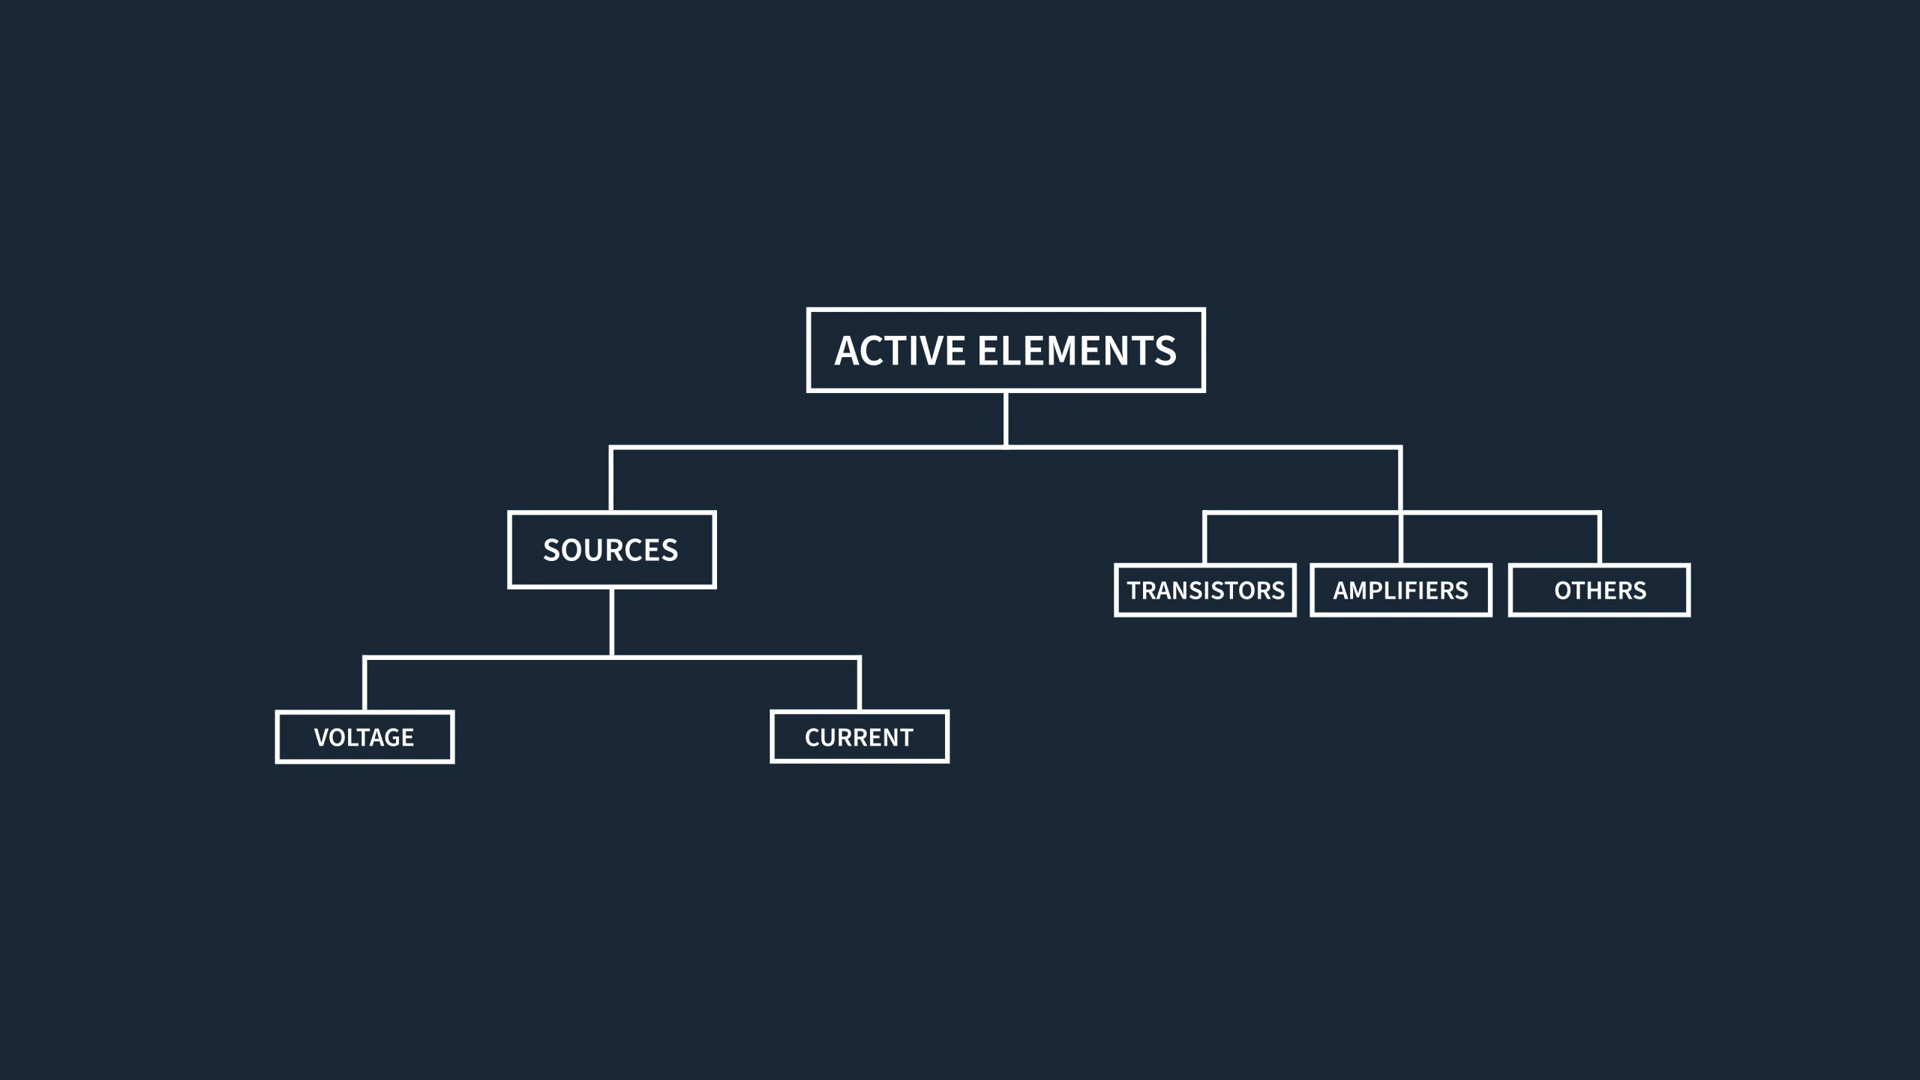 ACTIVE ELEMENTS
SOURCES
TRANSISTORS
AMPLIFIERS
OTHERS
VOLTAGE
CURRENT